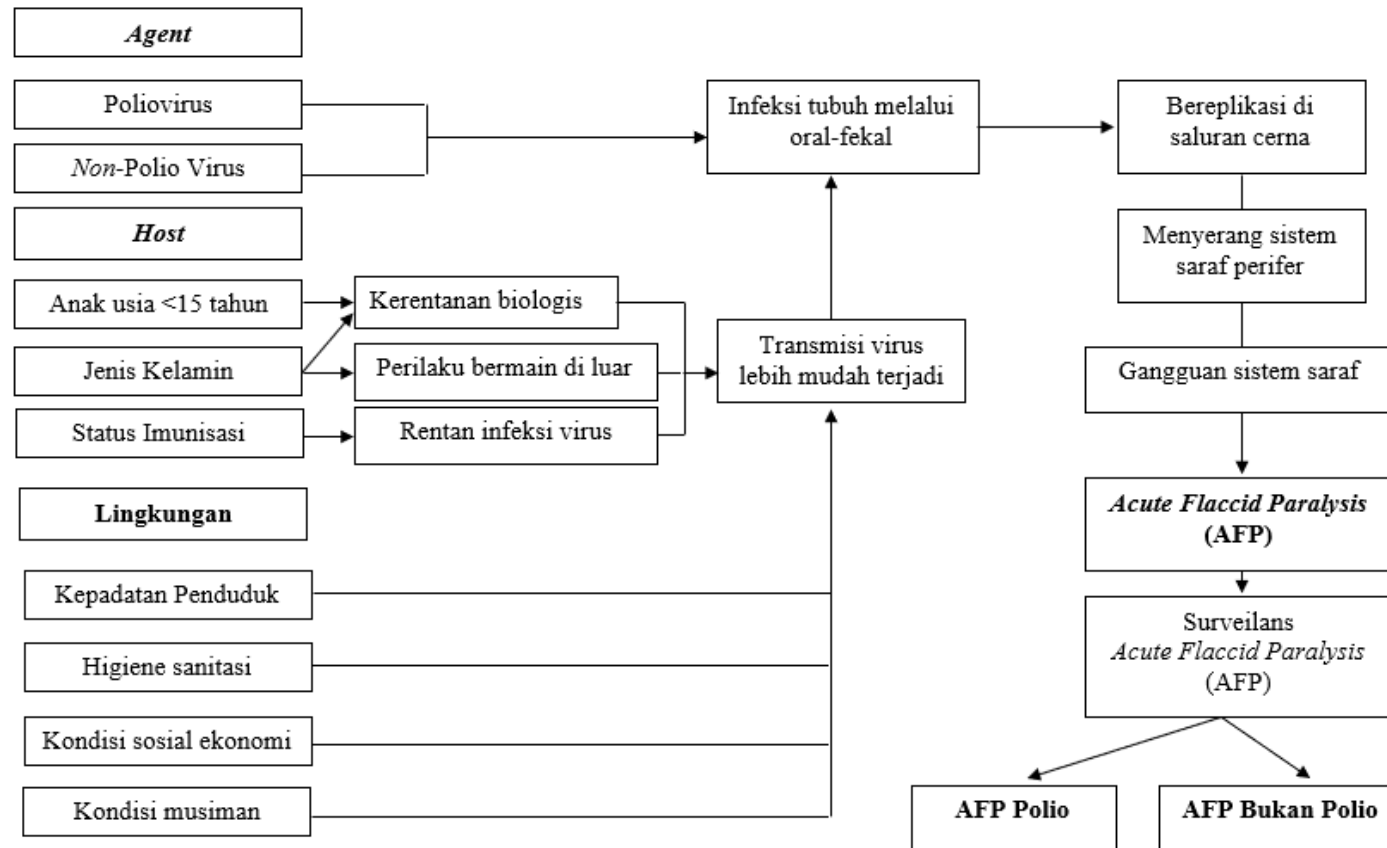 Agent
Poliovirus
Non-Polio Virus
Host
Anak usia <15 tahun
Jenis Kelamin
Status Imunisasi
Lingkungan
Kepadatan Penduduk
Higiene sanitasi
Kondisi sosial ekonomi
Kondisi musiman
Kerentanan biologis
Perilaku bermain di luar
Rentan infeksi virus
Infeksi tubuh melalui
oral-fekal
Transmisi virus
lebih mudah terjadi
Bereplikasi di
saluran cerna
Menyerang sistem
saraf perifer
Gangguan sistem saraf
Acute Flaccid Paralysis
(AFP)
Surveilans
Acute Flaccid Paralysis
(AFP)
AFP Polio
AFP Bukan Polio